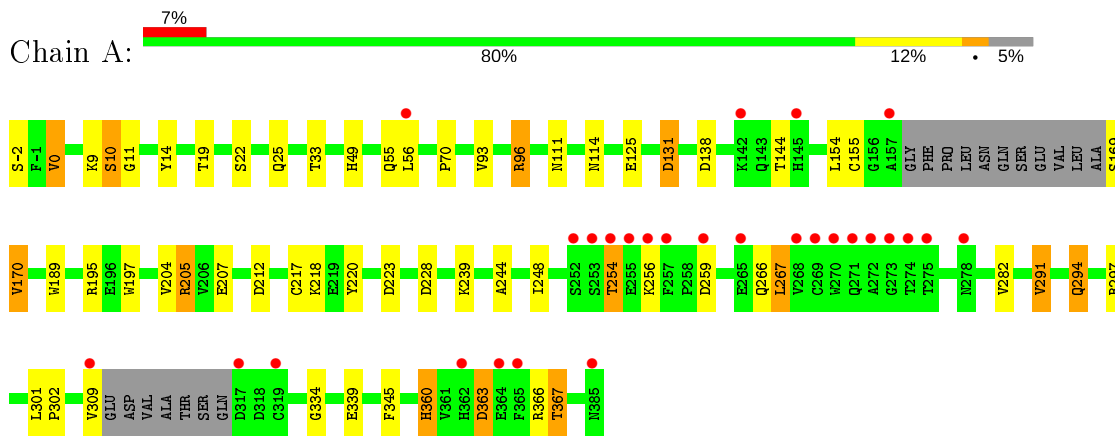 7%
Chain A:
80% 12% • 5%
S-2 F-1 V0 K9 S10 G11 Y14 T19 S22 Q25 T33 H49 Q55 L56 P70 V93 R96 N111 N114 E125 D131 D138 K142 Q143 T144 H145 L154 C155 G156 A157 GLY PHE PRO LEU ASN GLN SER GLU VAL LEU ALA S169
V170 W189 R195 E196 W197 V204 R205 V206 E207 D212 C217 K218 E219 Y220 D223 D228 K239 A244 I248 S252 S253 T254 E255 K256 F257 P258 D259 E265 Q266 L267 V268 C269 W270 Q271 A272 G273 T274 T275 N278 V282 V291 Q294
L301 P302 V309 GLU ASP VAL ALA THR SER GLN D317 D318 C319 G334 E339 F345 H360 V361 H362 D363 E364 F365 R366 T367 N385